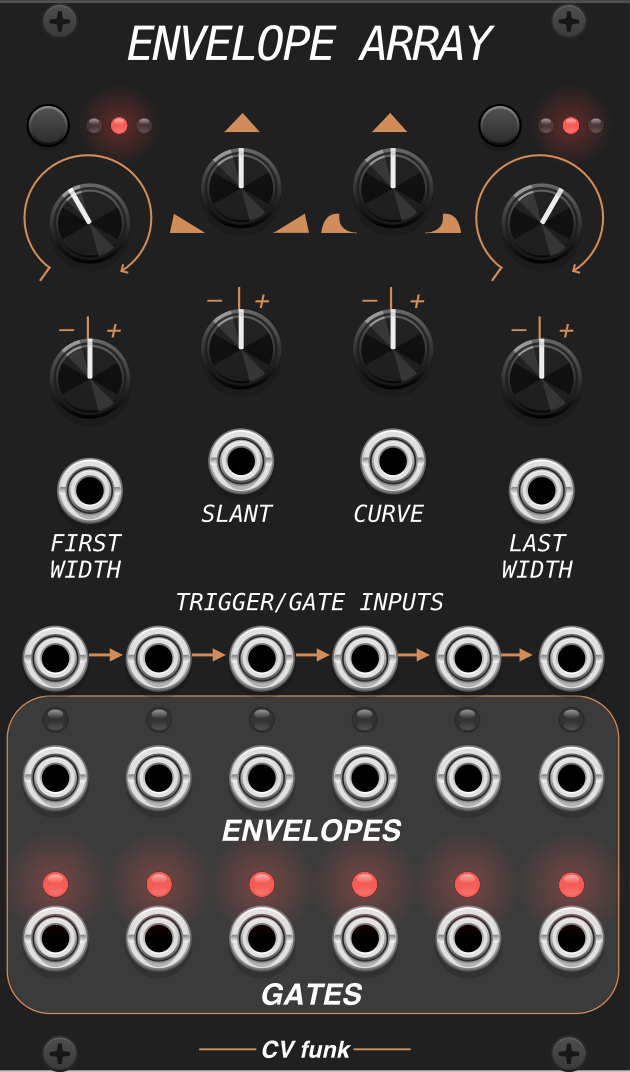 ENVELOPE ARRAY
− +
− +
− +
− +
SLANT
CURVE
FIRST
WIDTH
LAST
WIDTH
TRIGGER/GATE INPUTS
ENVELOPES
GATES
CV funk